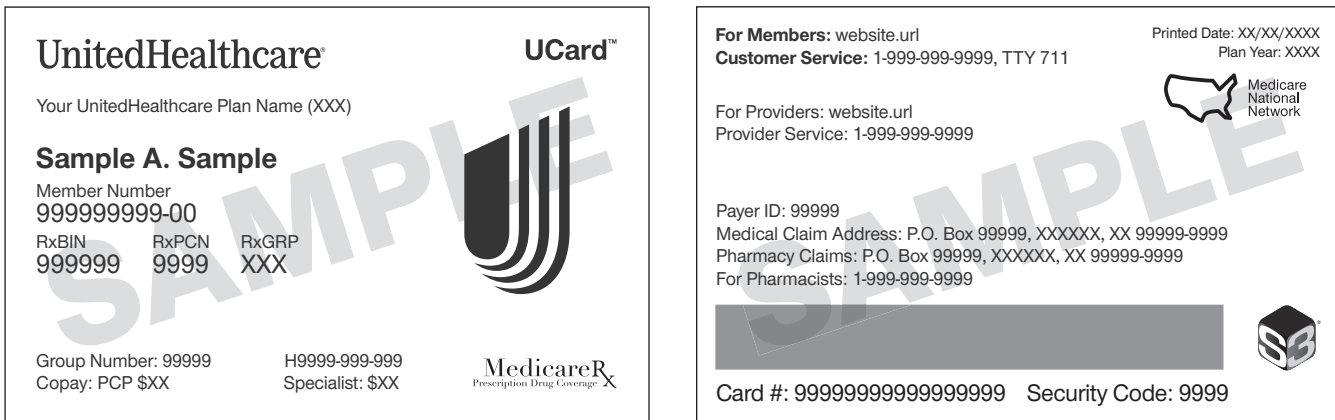 UnitedHealthcare®
UCard™
Your UnitedHealthcare Plan Name (XXX)
Sample A. Sample
Member Number
999999999-00
RxBIN RxPCN RxGRP
999999 9999 XXX
Group Number: 99999 H9999-999-999
Copay: PCP $XX Specialist: $XX
MedicareRx
Prescription Drug Coverage
SAMPLE
For Members: website.url
Customer Service: 1-999-999-9999, TTY 711
Printed Date: XX/XX/XXXX
Plan Year: XXXX
Medicare
National
Network
For Providers: website.url
Provider Service: 1-999-999-9999
Payer ID: 99999
Medical Claim Address: P.O. Box 99999, XXXXXX, XX 99999-9999
Pharmacy Claims: P.O. Box 99999, XXXXXX, XX 99999-9999
For Pharmacists: 1-999-999-9999
S3®
Card #: 9999999999999999 Security Code: 9999
SAMPLE